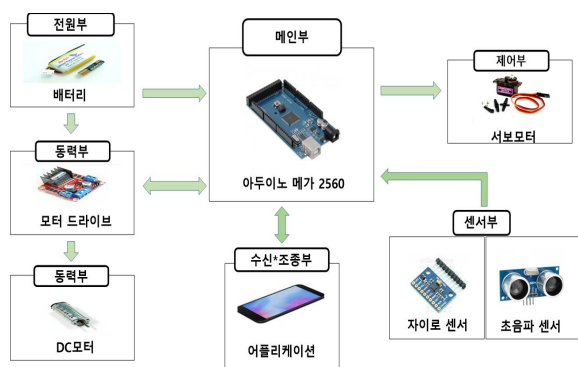 전원부
배터리
메인부
아두이노 메가 2560
제어부
서보모터
동력부
모터 드라이브
동력부
DC모터
수신*조종부
어플리케이션
센서부
자이로 센서
초음파 센서